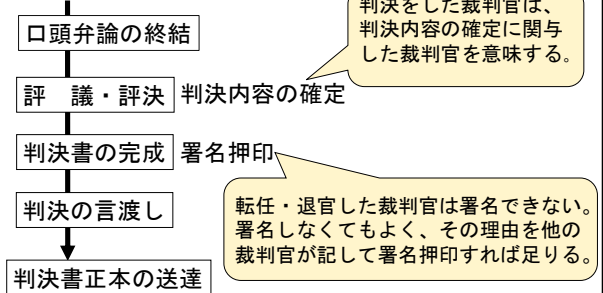 判決をした裁判官は、
判決内容の確定に関与
した裁判官を意味する。
口頭弁論の終結
評　議・評決 判決内容の確定
判決書の完成 署名押印
判決の言渡し
転任・退官した裁判官は署名できない。
署名しなくてもよく、その理由を他の
裁判官が記して署名押印すれば足りる。
判決書正本の送達